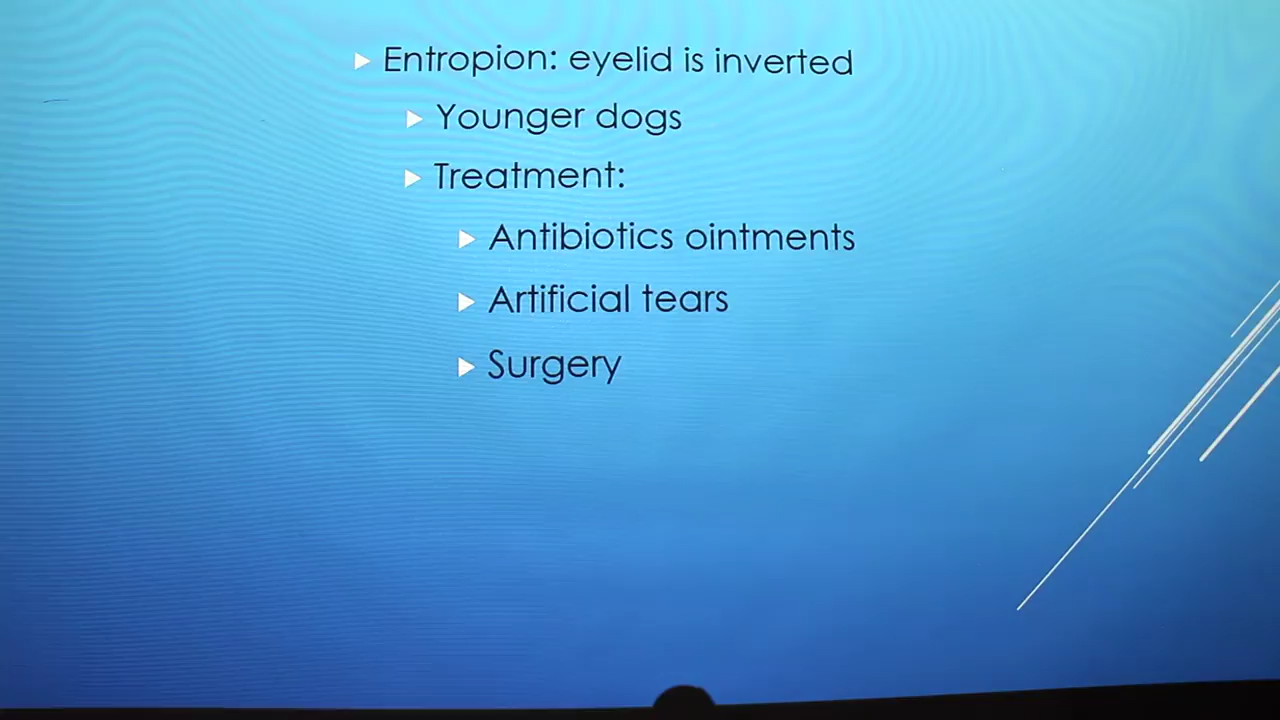 Entropion: eyelid is inverted
Younger dogs
Treatment:
Antibiotics ointments
Artificial tears
Surgery